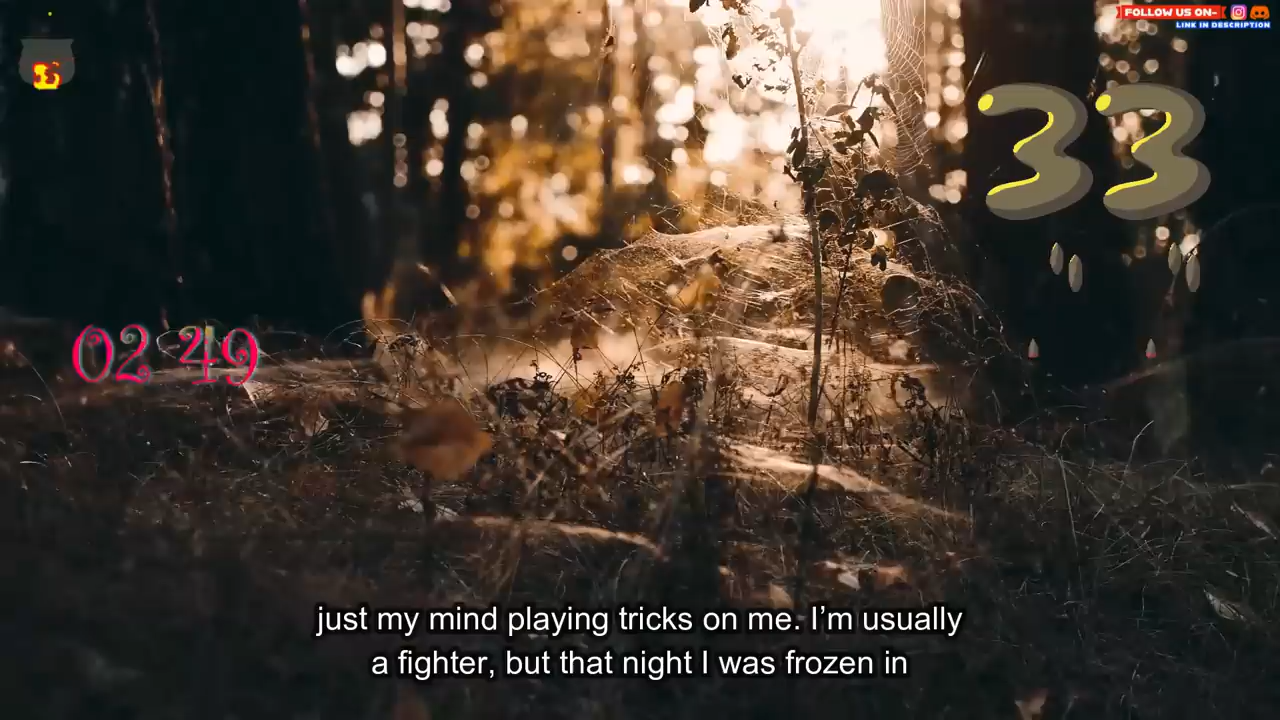 FOLLOW US ON-
LINK IN DESCRIPTION
33
02 49
just my mind playing tricks on me. I’m usually
a fighter, but that night I was frozen in